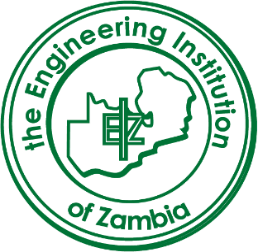 the Engineering Institution
of Zambia
EIZ